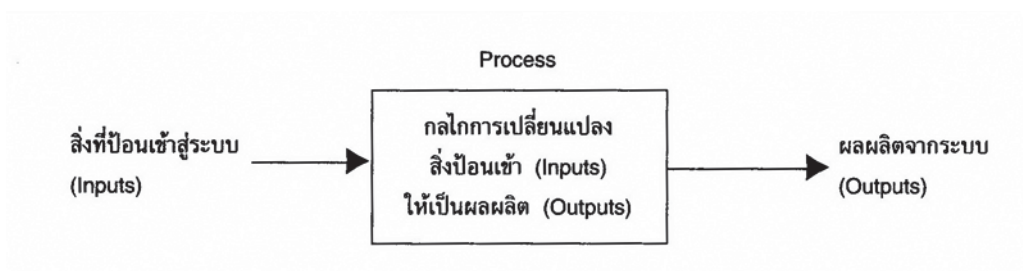 Process
สิ่งที่ป้อนเข้าสู่ระบบ
(Inputs)
กลไกการเปลี่ยนแปลง
สิ่งป้อนเข้า (Inputs)
ให้เป็นผลผลิต (Outputs)
ผลผลิตจากระบบ
(Outputs)